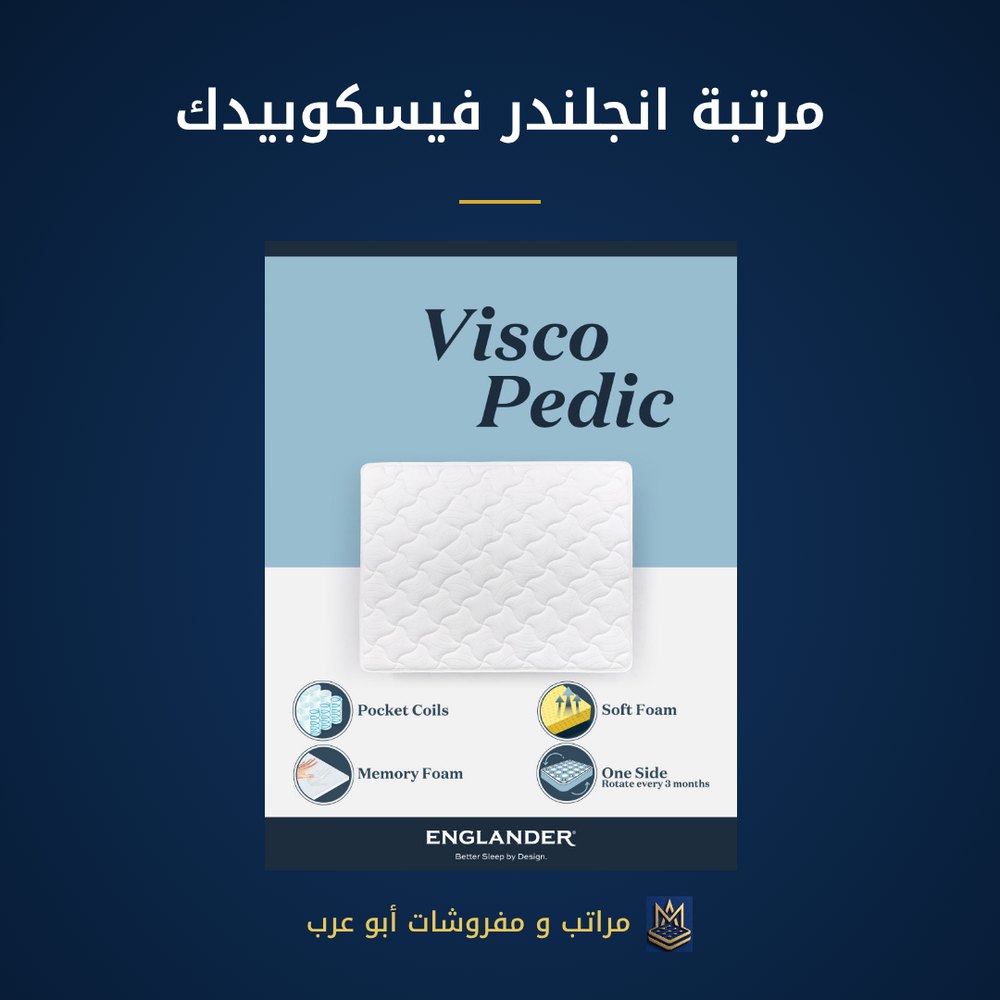 مرتبة انجلندر فيسكوبيدك
Visco
Pedic
Pocket Coils
Soft Foam
Memory Foam
One Side
Rotate every 3 months
ENGLANDER®
Better Sleep by Design.
مراتب و مفروشات أبو عرب